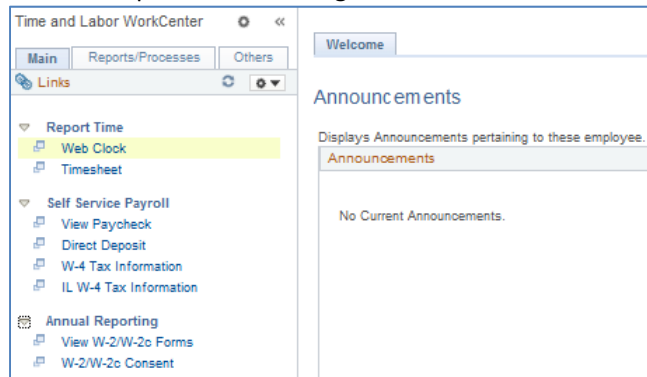 Time and Labor WorkCenter
Main Reports/Processes Others
Links
Report Time
Web Clock
Timesheet
Self Service Payroll
View Paycheck
Direct Deposit
W-4 Tax Information
IL W-4 Tax Information
Annual Reporting
View W-2/W-2c Forms
W-2/W-2c Consent
Welcome
Announcements
Displays Announcements pertaining to these employee.
Announcements
No Current Announcements.